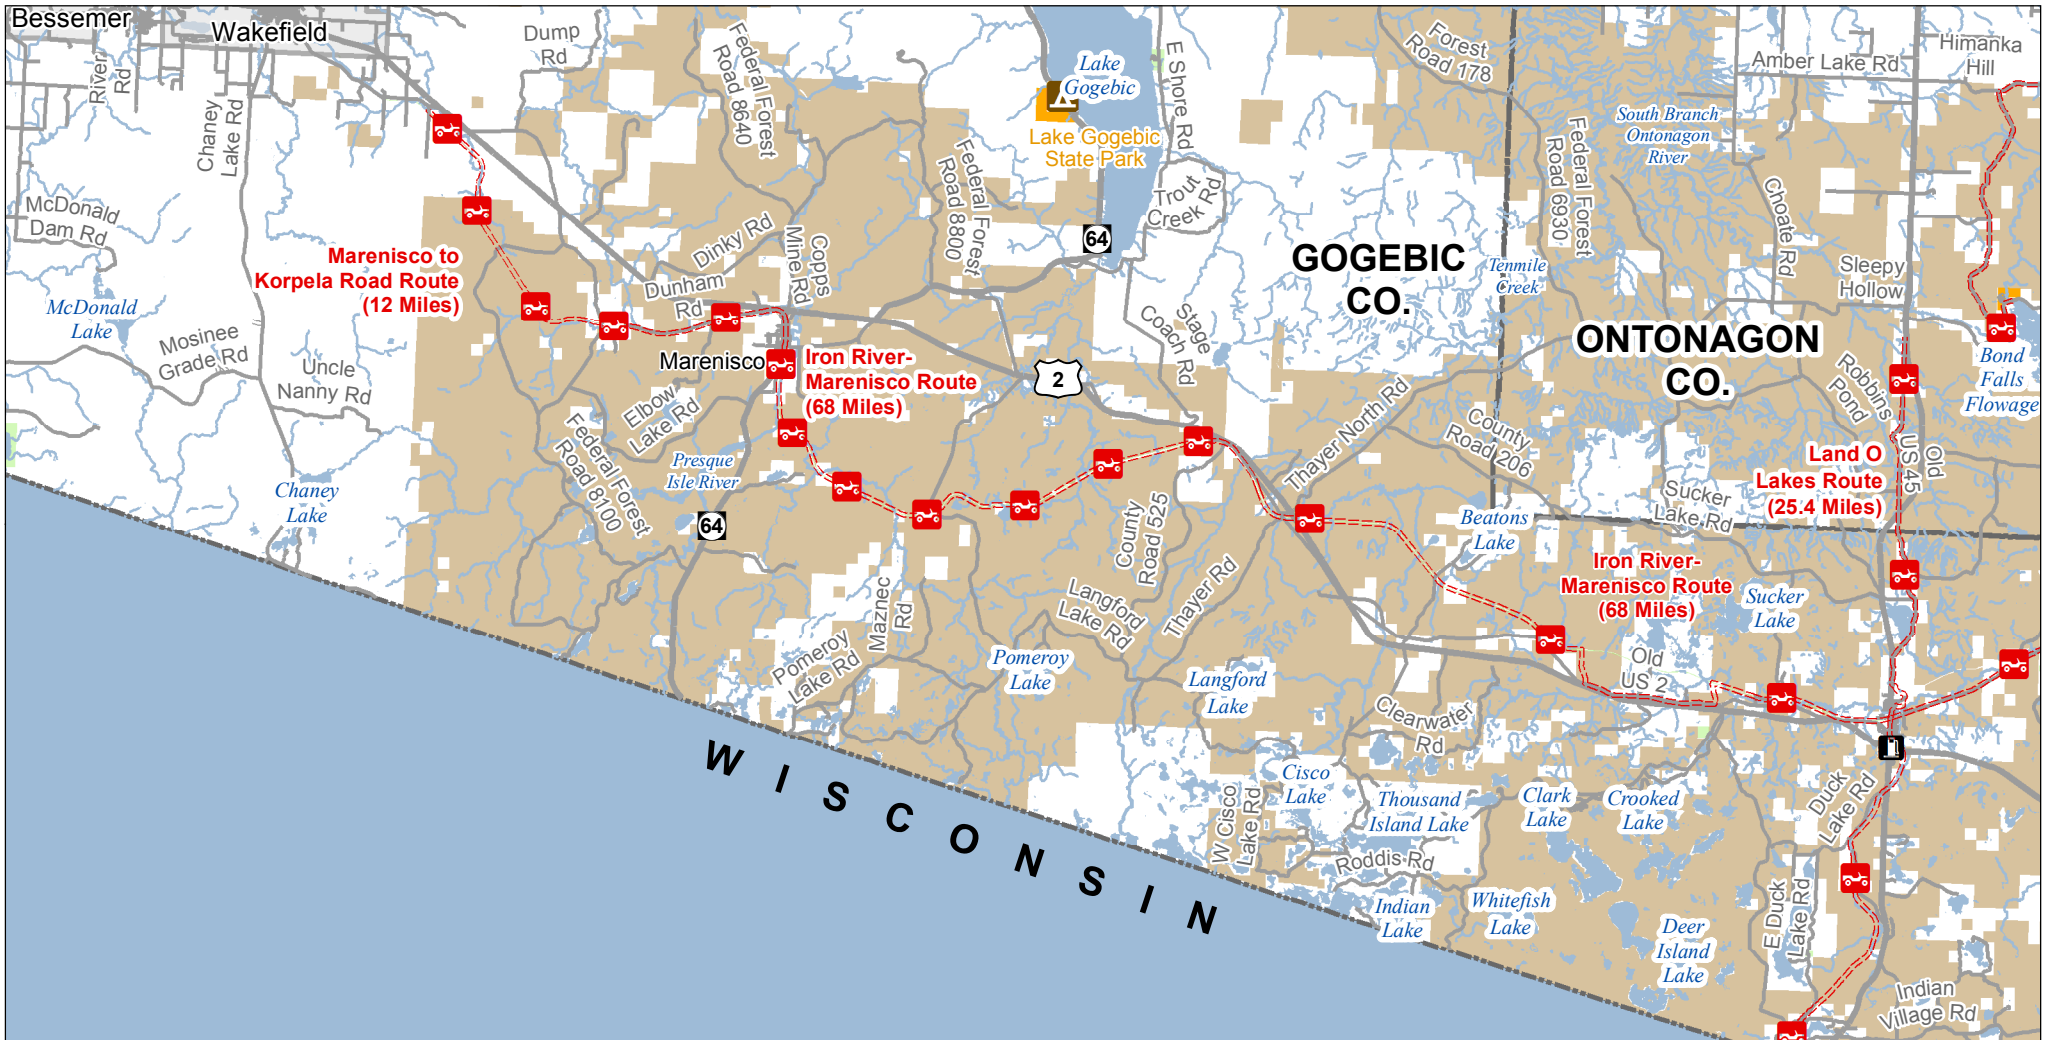 Bessemer
Wakefield
River
Rd
Chaney
Lake Rd
Dump
Rd
Federal Forest
Road 8640
Lake
Gogebic
Lake Gogebic
State Park
E Shore Rd
Trout
Creek Rd
Forest
Road 178
Amber Lake Rd
Himanka
Hill
South Branch
Ontonagon
River
Federal Forest
Road 6930
Choate Rd
McDonald
Dam Rd
McDonald
Lake
Mosinee
Grade Rd
Uncle
Nanny Rd
Chaney
Lake
Marenisco to
Korpela Road Route
(12 Miles)
Dinky Rd
Dunham
Rd
Copps
Mine Rd
Federal Forest
Road 8800
64
Stage
Coach Rd
GOGEBIC
CO.
Tenmile
Creek
ONTONAGON
CO.
Sleepy
Hollow
Bond
Falls
Flowage
Robbins
Pond
Old
US 45
Marenisco
Iron River-
Marenisco Route
(68 Miles)
2
Elbow
Lake Rd
Federal Forest
Road 8100
Presque
Isle River
64
Thayer North Rd
County
Road 206
Land O
Lakes Route
(25.4 Miles)
Sucker
Lake Rd
Beatons
Lake
Iron River-
Marenisco Route
(68 Miles)
Sucker
Lake
County
Road 525
Langford
Lake Rd
Thayer Rd
Maznec
Rd
Pomeroy
Lake Rd
Pomeroy
Lake
Langford
Lake
Old
US 2
Clearwater
Rd
WISCONSIN
W Cisco
Lake Rd
Cisco
Lake
Thousand
Island Lake
Clark
Lake
Crooked
Lake
Duck
Lake Rd
Roddis Rd
Indian
Lake
Whitefish
Lake
Deer
Island
Lake
E Duck
Lake Rd
Indian
Village Rd